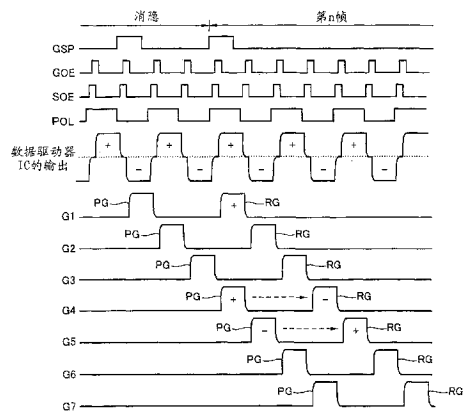 消隐 第n帧
GSP
GOE
SOE
POL
数据驱动器
IC的输出
+ - + - + - + - + -
G1 PG + RG
G2 PG RG
G3 PG RG
G4 PG + - RG
G5 PG - + RG
G6 PG RG
G7 PG RG